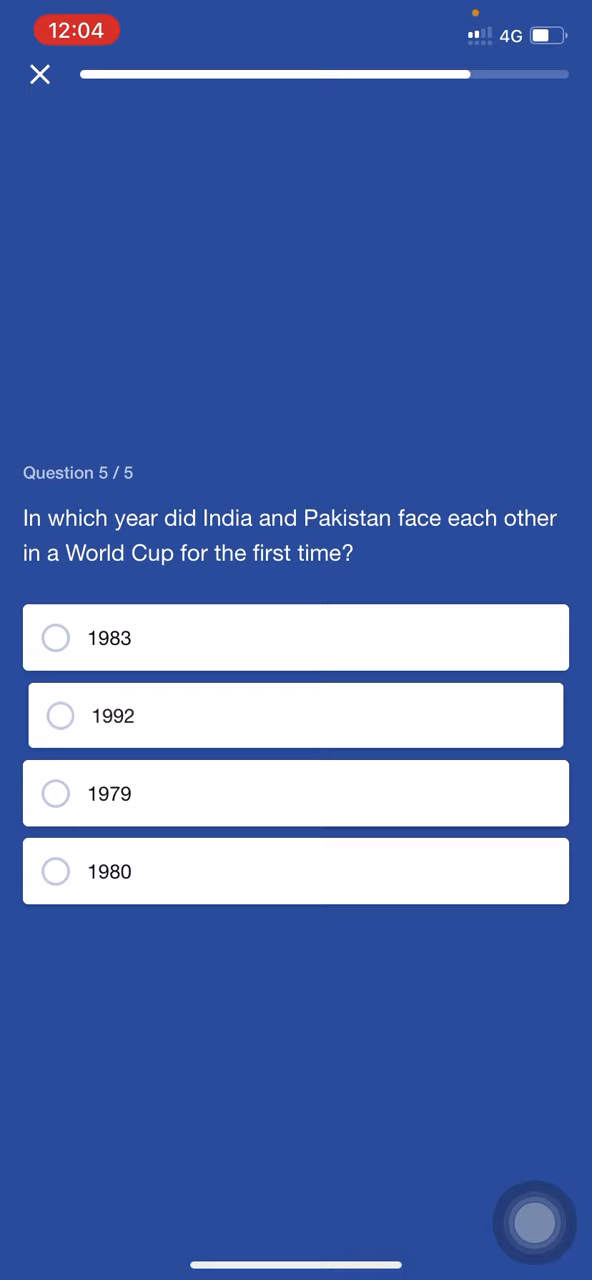 12:04
4G
Question 5 / 5
In which year did India and Pakistan face each other
in a World Cup for the first time?
1983
1992
1979
1980